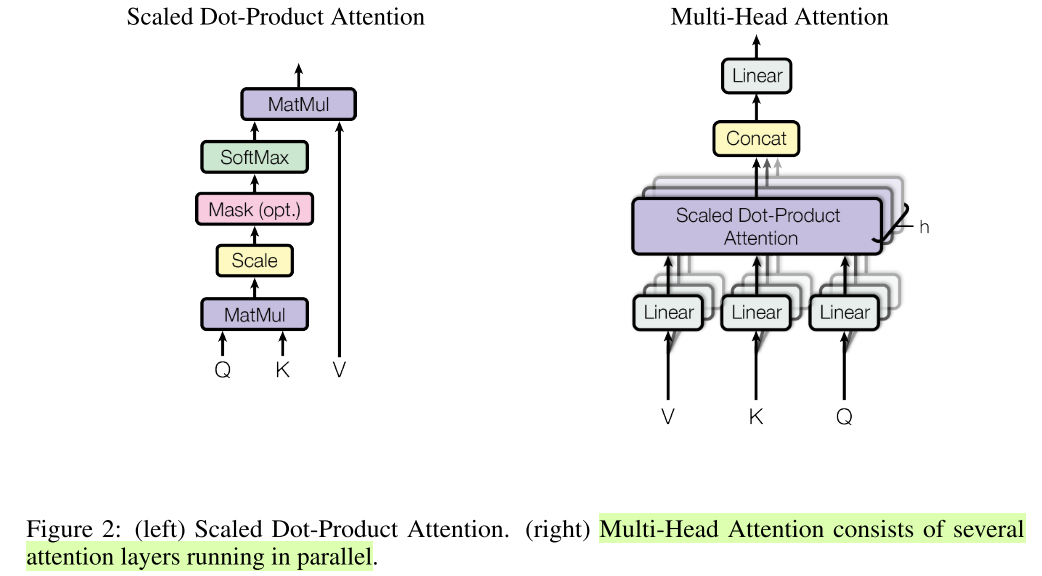 Scaled Dot-Product Attention
MatMul
SoftMax
Mask (opt.)
Scale
MatMul
Q K V
Multi-Head Attention
Linear
Concat
Scaled Dot-Product
Attention
h
Linear Linear Linear
V K Q
Figure 2: (left) Scaled Dot-Product Attention. (right) Multi-Head Attention consists of several
attention layers running in parallel.